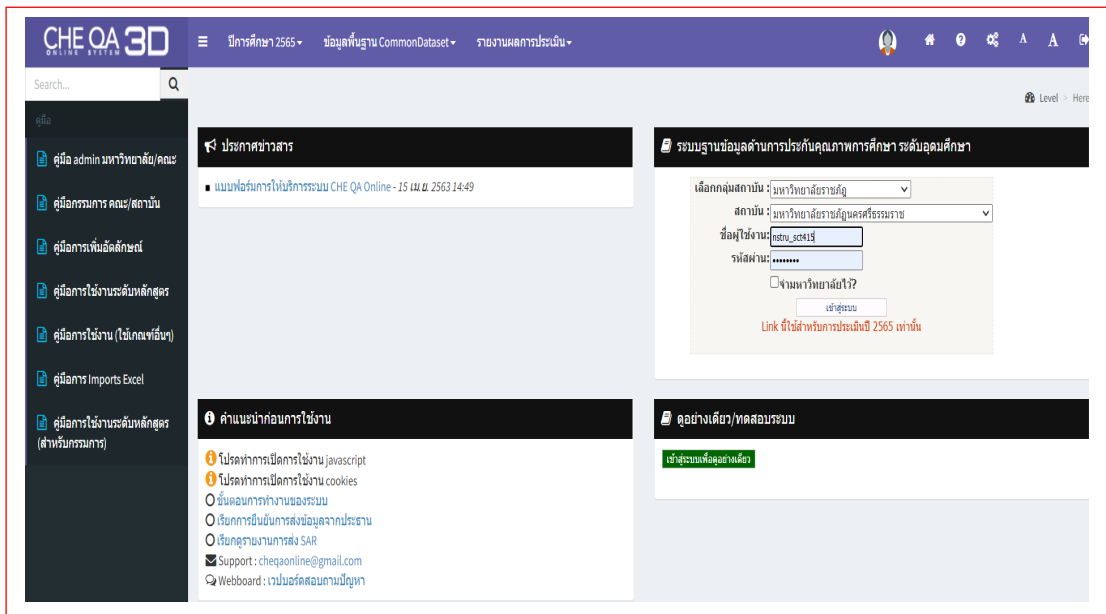 CHE QA 3D
ONLINE SYSTEM
ปีการศึกษา 2565
ข้อมูลพื้นฐาน CommonDataset
รายงานผลการประเมิน
A A
Search...
Level > Here
คู่มือ
คู่มือ admin มหาวิทยาลัย/คณะ
คู่มือกรรมการ คณะ/สถาบัน
คู่มือการเพิ่มอัตลักษณ์
คู่มือการใช้งานระดับหลักสูตร
คู่มือการใช้งาน (ใช้เกณฑ์อื่นๆ)
คู่มือการ Imports Excel
คู่มือการใช้งานระดับหลักสูตร
(สำหรับกรรมการ)
ประกาศข่าวสาร
แบบฟอร์มการให้บริการระบบ CHE QA Online - 15 เม.ย. 2563 14:49
ระบบฐานข้อมูลด้านการประกันคุณภาพการศึกษา ระดับอุดมศึกษา
เลือกกลุ่มสถาบัน : มหาวิทยาลัยราชภัฏ
สถาบัน : มหาวิทยาลัยราชภัฏนครศรีธรรมราช
ชื่อผู้ใช้งาน: nstru_sct415
รหัสผ่าน: ••••••••
จำมหาวิทยาลัยไว้?
เข้าสู่ระบบ
Link นี้ใช้สำหรับการประเมินปี 2565 เท่านั้น
คำแนะนำก่อนการใช้งาน
โปรดทำการเปิดการใช้งาน javascript
โปรดทำการเปิดการใช้งาน cookies
ขั้นตอนการทำงานของระบบ
เรียกการยืนยันการส่งข้อมูลจากประธาน
เรียกดูรายงานการส่ง SAR
Support : cheqaonline@gmail.com
Webboard : เวปบอร์ดสอบถามปัญหา
ดูอย่างเดียว/ทดสอบระบบ
เข้าสู่ระบบเพื่อดูอย่างเดียว